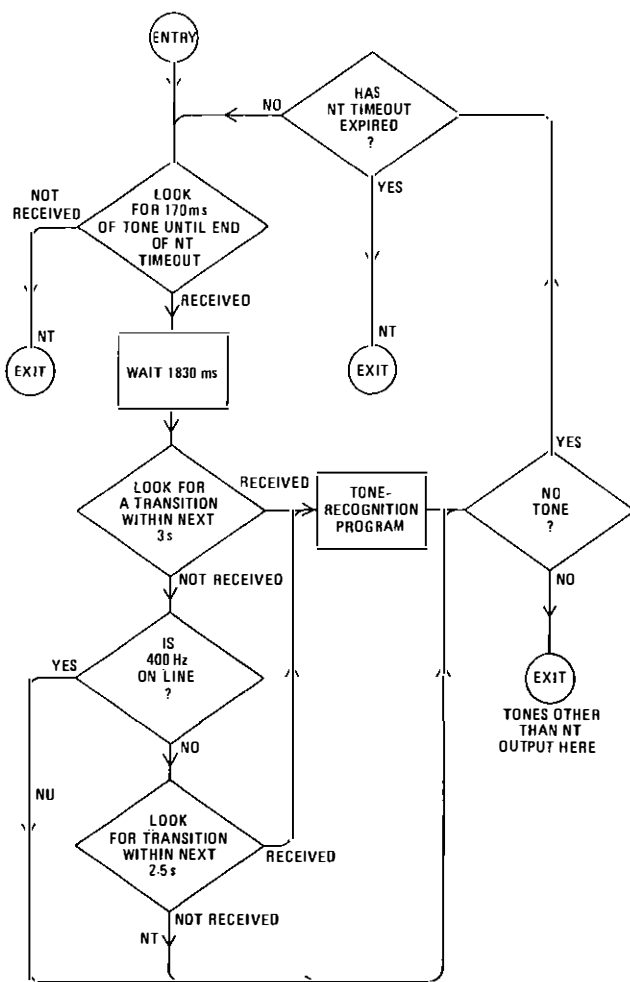 ENTRY
HAS
NT TIMEOUT
EXPIRED
?
NO
YES
NOT
RECEIVED
LOOK
FOR 170ms
OF TONE UNTIL END
OF NT
TIMEOUT
RECEIVED
NT
EXIT
NT
EXIT
WAIT 1830 ms
LOOK FOR
A TRANSITION
WITHIN NEXT
3s
RECEIVED
TONE-
RECOGNITION
PROGRAM
YES
NO
TONE
?
NOT RECEIVED
NO
IS
400 Hz
ON LINE
?
YES
NO
EXIT
TONES OTHER
THAN NT
OUTPUT HERE
NU
LOOK
FOR TRANSITION
WITHIN NEXT
2·5s
RECEIVED
NOT RECEIVED
NT